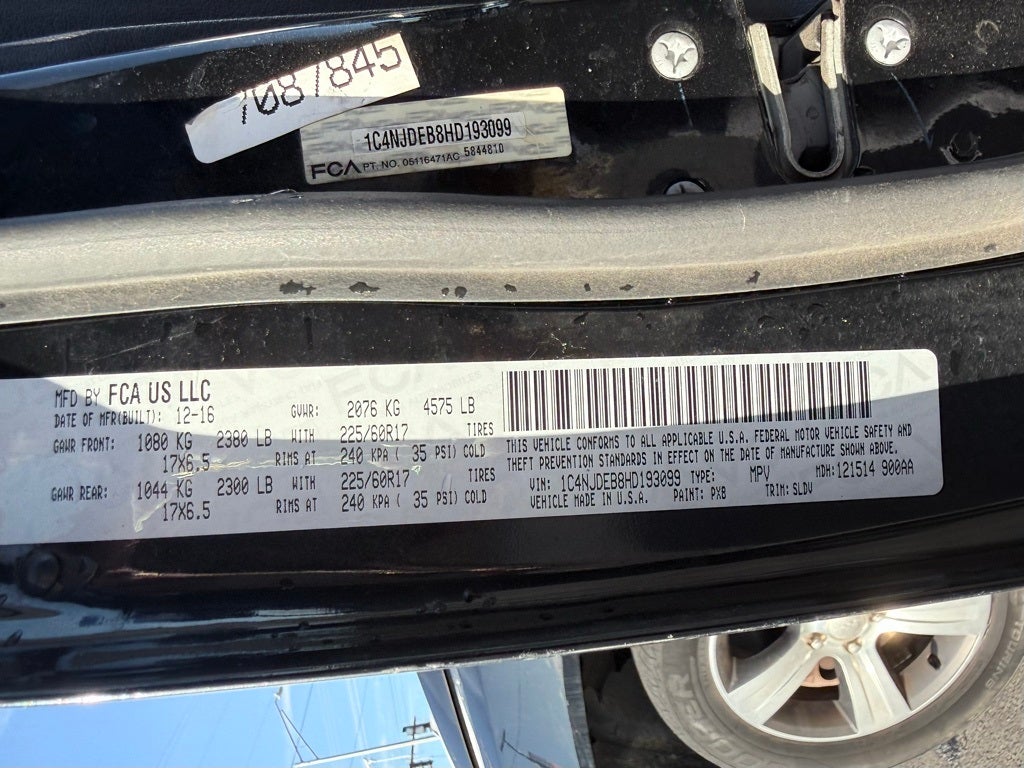 7087845
1C4NJDEB8HD193099
FCA PT. NO. 05116471AC 5844810
MFD BY FCA US LLC
DATE OF MFR(BUILT): 12-16 GVWR: 2076 KG 4575 LB
GAWR FRONT: 1080 KG 2380 LB WITH 225/60R17 TIRES
17X6.5 RIMS AT 240 KPA ( 35 PSI) COLD
GAWR REAR: 1044 KG 2300 LB WITH 225/60R17 TIRES
17X6.5 RIMS AT 240 KPA ( 35 PSI) COLD
THIS VEHICLE CONFORMS TO ALL APPLICABLE U.S.A. FEDERAL MOTOR VEHICLE SAFETY AND
THEFT PREVENTION STANDARDS IN EFFECT ON THE DATE OF MANUFACTURE SHOWN ABOVE.
VIN: 1C4NJDEB8HD193099 TYPE: MPV MDH: 121514 900AA
VEHICLE MADE IN U.S.A. PAINT: PX8 TRIM: SLDV